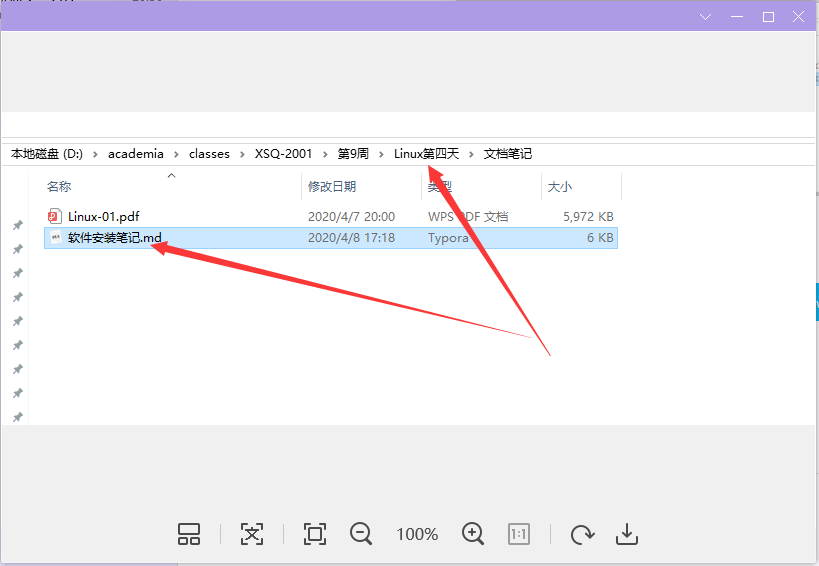 本地磁盘 (D:) › academia › classes › XSQ-2001 › 第9周 › Linux第四天 › 文档笔记
名称 修改日期 类型 大小
Linux-01.pdf 2020/4/7 20:00 WPS PDF 文档 5,972 KB
软件安装笔记.md 2020/4/8 17:18 Typora 6 KB
100% 1:1